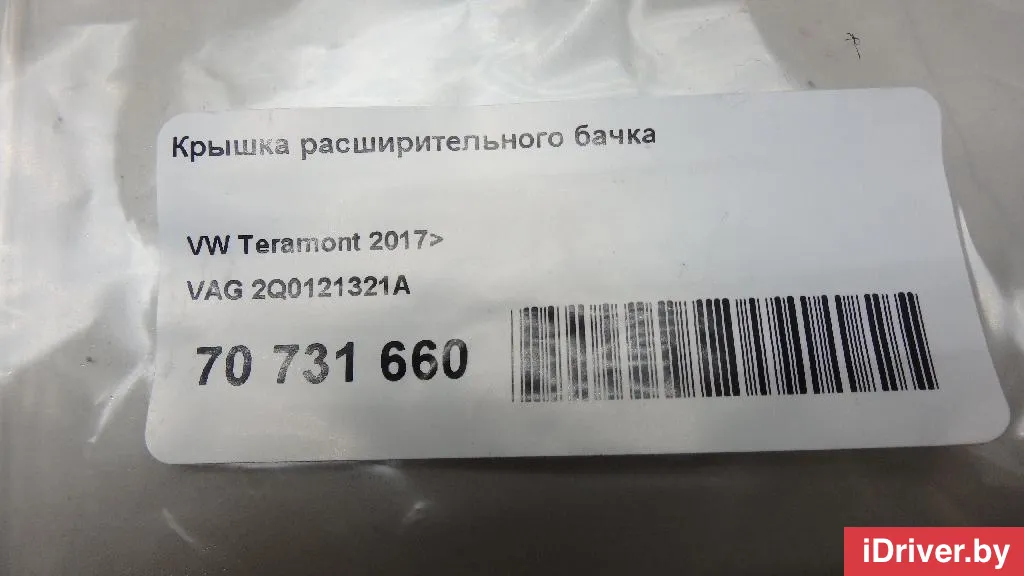 Крышка расширительного бачка
VW Teramont 2017>
VAG 2Q0121321A
70 731 660
iDriver.by